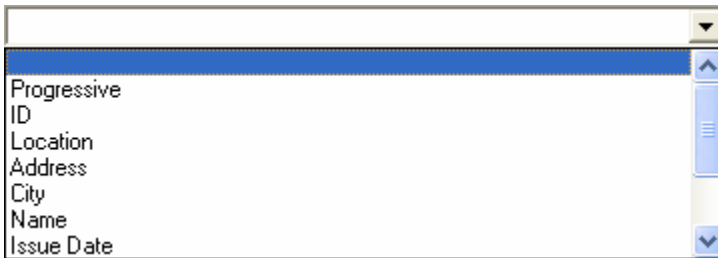 Progressive
ID
Location
Address
City
Name
Issue Date